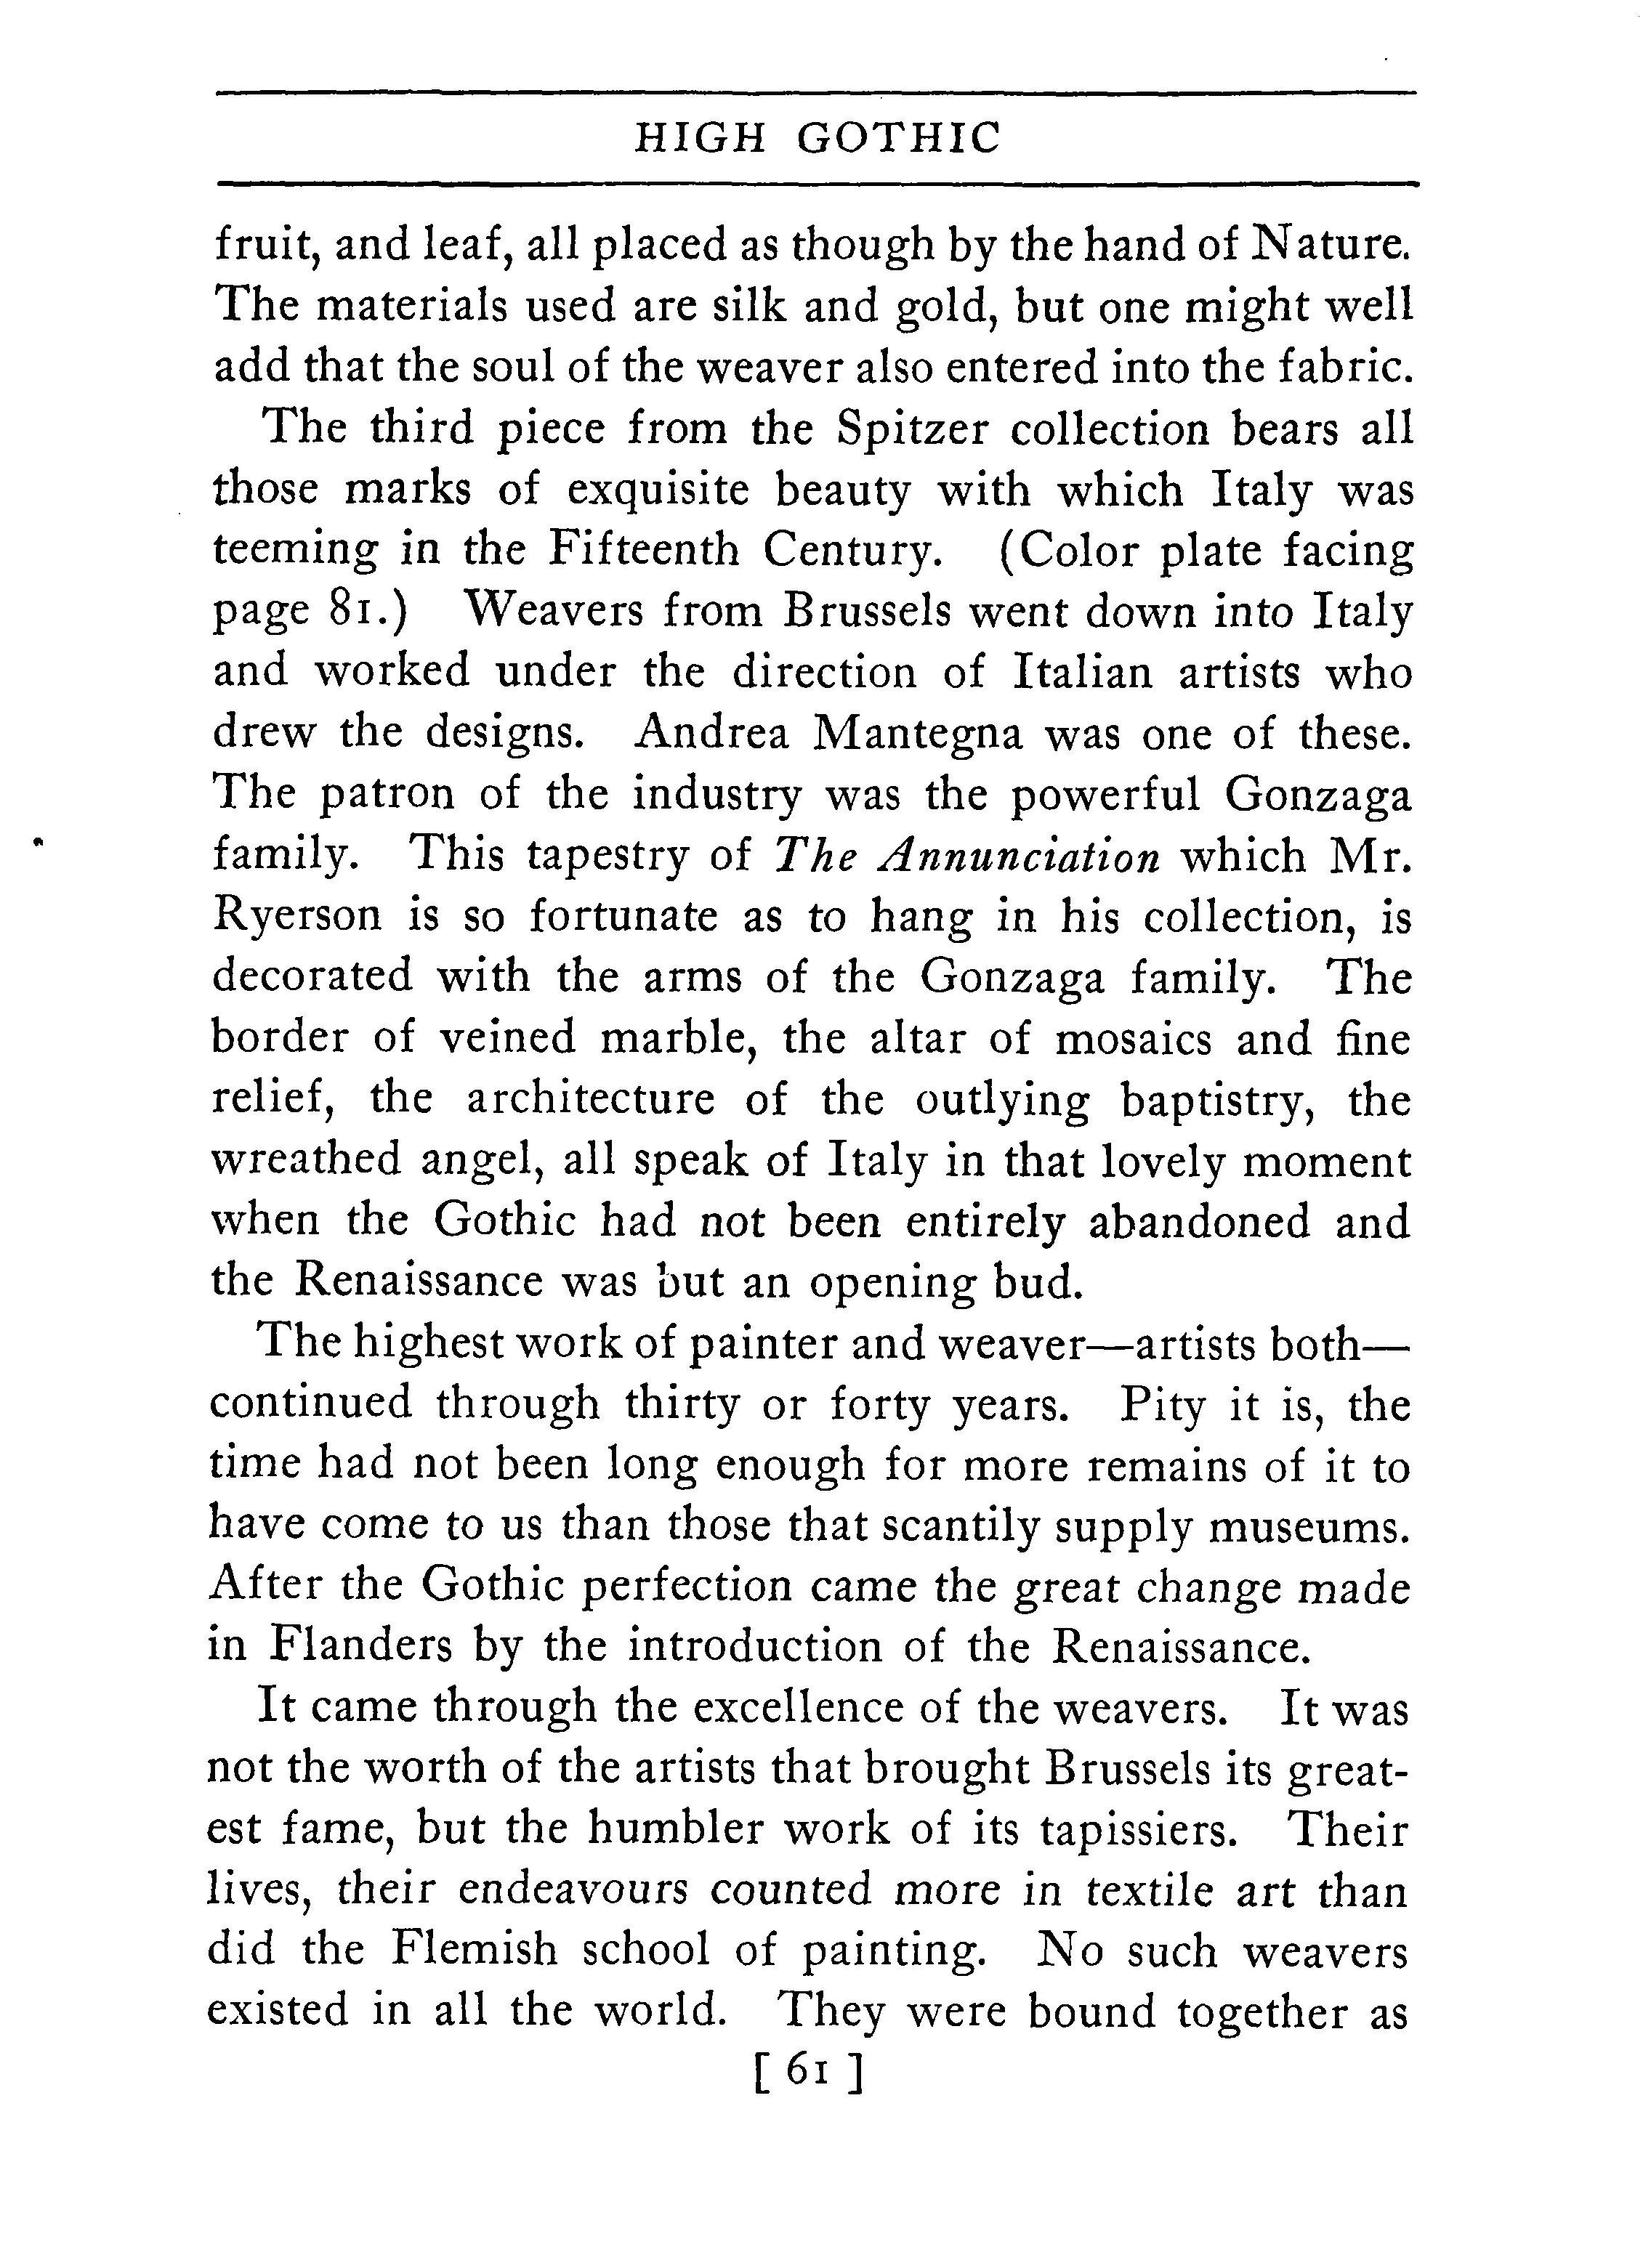 HIGH GOTHIC
fruit, and leaf, all placed as though by the hand of Nature.
The materials used are silk and gold, but one might well
add that the soul of the weaver also entered into the fabric.
The third piece from the Spitzer collection bears all
those marks of exquisite beauty with which Italy was
teeming in the Fifteenth Century. (Color plate facing
page 81.) Weavers from Brussels went down into Italy
and worked under the direction of Italian artists who
drew the designs. Andrea Mantegna was one of these.
The patron of the industry was the powerful Gonzaga
family. This tapestry of The Annunciation which Mr.
Ryerson is so fortunate as to hang in his collection, is
decorated with the arms of the Gonzaga family. The
border of veined marble, the altar of mosaics and fine
relief, the architecture of the outlying baptistry, the
wreathed angel, all speak of Italy in that lovely moment
when the Gothic had not been entirely abandoned and
the Renaissance was but an opening bud.
The highest work of painter and weaver—artists both—
continued through thirty or forty years. Pity it is, the
time had not been long enough for more remains of it to
have come to us than those that scantily supply museums.
After the Gothic perfection came the great change made
in Flanders by the introduction of the Renaissance.
It came through the excellence of the weavers. It was
not the worth of the artists that brought Brussels its great-
est fame, but the humbler work of its tapissiers. Their
lives, their endeavours counted more in textile art than
did the Flemish school of painting. No such weavers
existed in all the world. They were bound together as
[ 61 ]